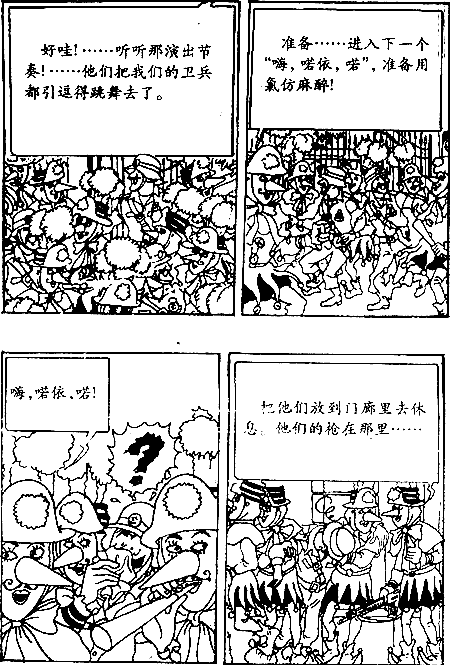 好哇!……听听那演出节
奏!……他们把我们的卫兵
都引逗得跳舞去了。
准备……进入下一个
“嗨,喏依,喏”,准备用
氯仿麻醉!
嗨,喏依、喏!
?
把他们放到门廊里去休
息,他们的枪在那里……